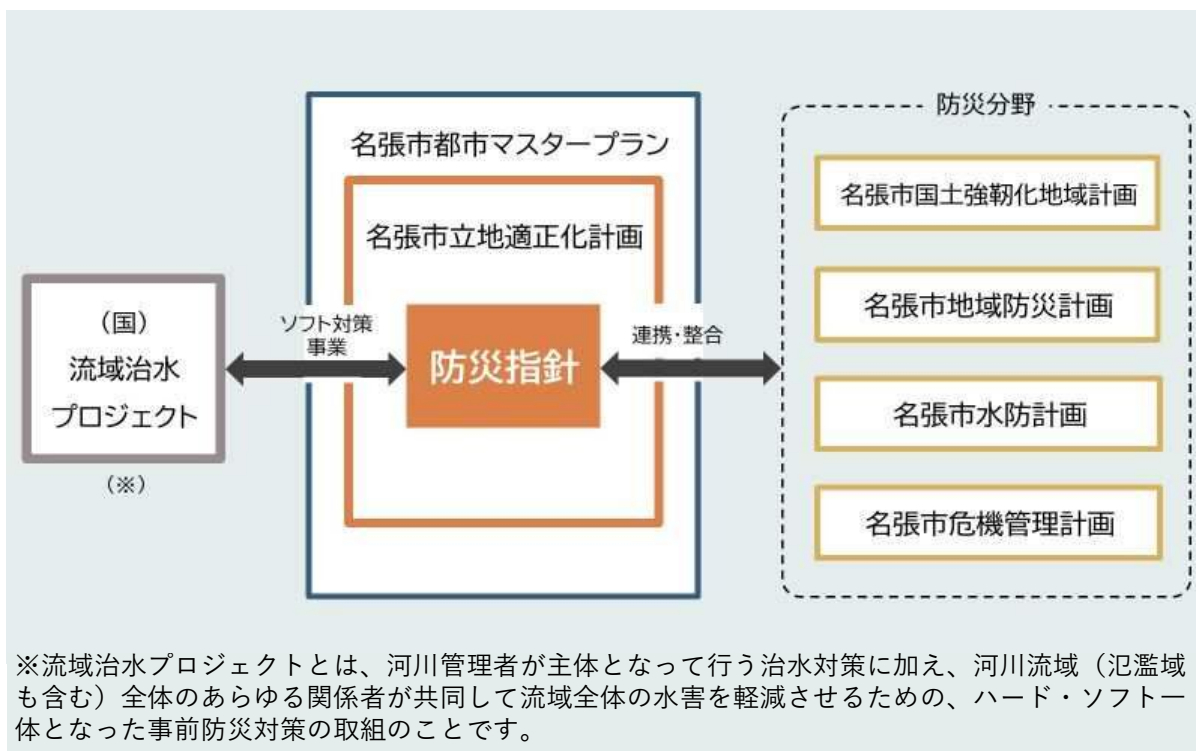 名張市都市マスタープラン
名張市立地適正化計画
防災指針
（国）
流域治水
プロジェクト
（※）
ソフト対策
事業
連携・整合
防災分野
名張市国土強靭化地域計画
名張市地域防災計画
名張市水防計画
名張市危機管理計画
※流域治水プロジェクトとは、河川管理者が主体となって行う治水対策に加え、河川流域（氾濫域
も含む）全体のあらゆる関係者が共同して流域全体の水害を軽減させるための、ハード・ソフト一
体となった事前防災対策の取組のことです。